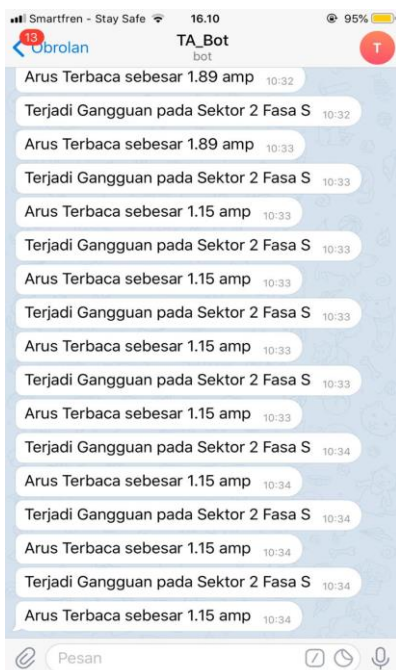 Smartfren - Stay Safe 16.10 95%
13
Obrolan TA_Bot T
bot
Arus Terbaca sebesar 1.89 amp 10:32
Terjadi Gangguan pada Sektor 2 Fasa S 10:32
Arus Terbaca sebesar 1.89 amp 10:33
Terjadi Gangguan pada Sektor 2 Fasa S 10:33
Arus Terbaca sebesar 1.15 amp 10:33
Terjadi Gangguan pada Sektor 2 Fasa S 10:33
Arus Terbaca sebesar 1.15 amp 10:33
Terjadi Gangguan pada Sektor 2 Fasa S 10:33
Arus Terbaca sebesar 1.15 amp 10:33
Terjadi Gangguan pada Sektor 2 Fasa S 10:33
Arus Terbaca sebesar 1.15 amp 10:33
Terjadi Gangguan pada Sektor 2 Fasa S 10:34
Arus Terbaca sebesar 1.15 amp 10:34
Terjadi Gangguan pada Sektor 2 Fasa S 10:34
Arus Terbaca sebesar 1.15 amp 10:34
Terjadi Gangguan pada Sektor 2 Fasa S 10:34
Arus Terbaca sebesar 1.15 amp 10:34
Pesan